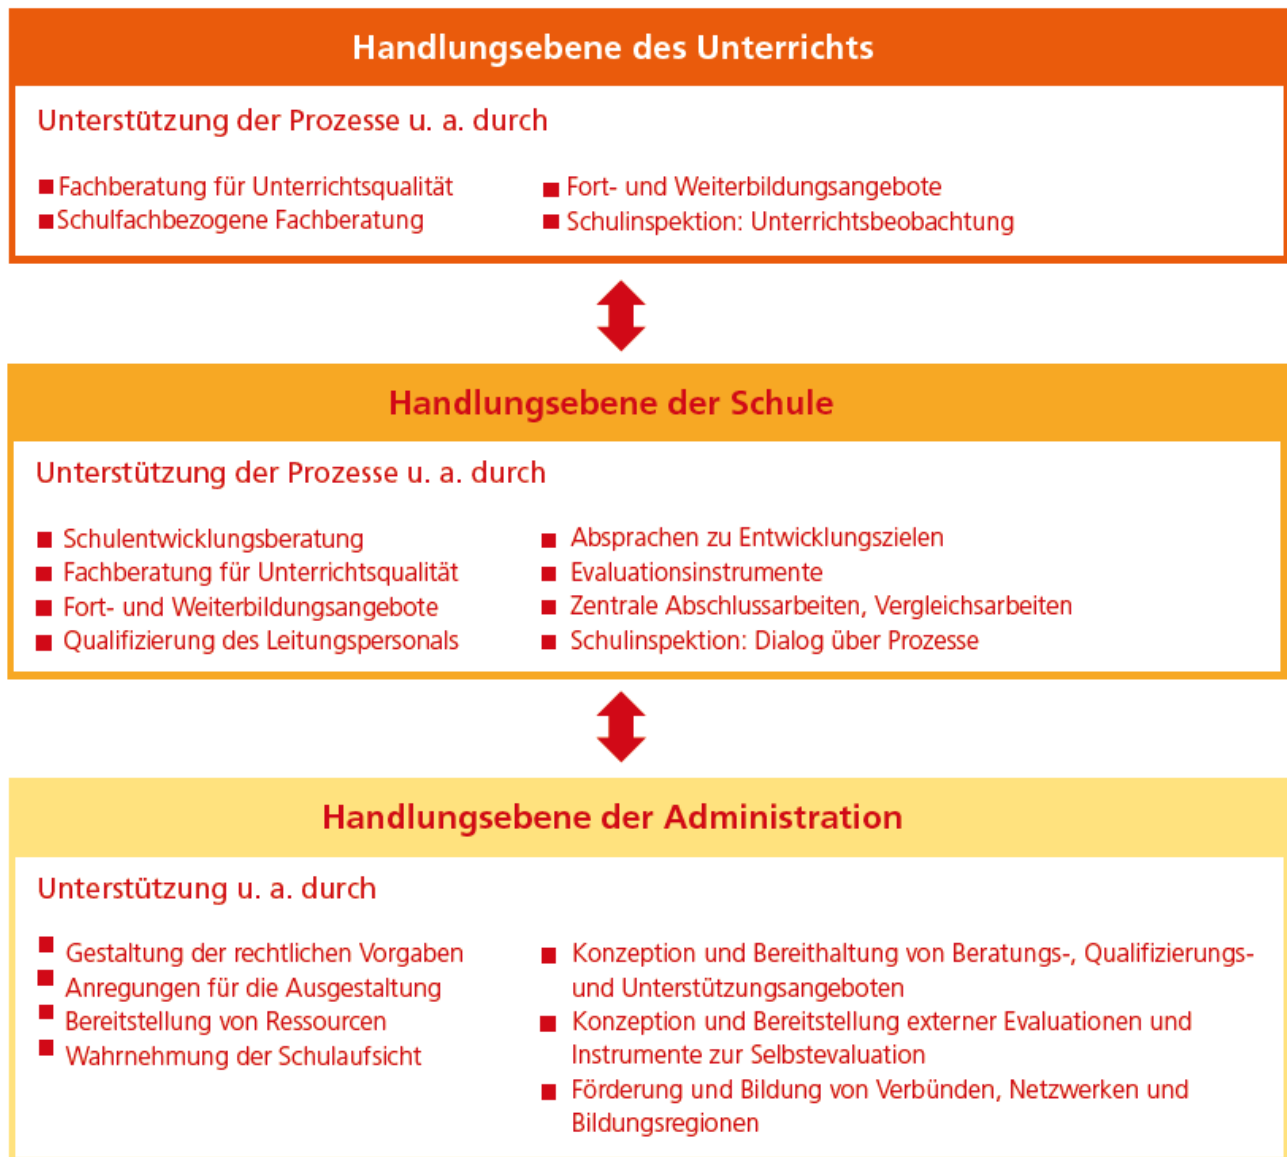 Handlungsebene des Unterrichts
Unterstützung der Prozesse u. a. durch
Fachberatung für Unterrichtsqualität
Schulfachbezogene Fachberatung
Fort- und Weiterbildungsangebote
Schulinspektion: Unterrichtsbeobachtung
Handlungsebene der Schule
Unterstützung der Prozesse u. a. durch
Schulentwicklungsberatung
Fachberatung für Unterrichtsqualität
Fort- und Weiterbildungsangebote
Qualifizierung des Leitungspersonals
Absprachen zu Entwicklungszielen
Evaluationsinstrumente
Zentrale Abschlussarbeiten, Vergleichsarbeiten
Schulinspektion: Dialog über Prozesse
Handlungsebene der Administration
Unterstützung u. a. durch
Gestaltung der rechtlichen Vorgaben
Anregungen für die Ausgestaltung
Bereitstellung von Ressourcen
Wahrnehmung der Schulaufsicht
Konzeption und Bereithaltung von Beratungs-, Qualifizierungs-
und Unterstützungsangeboten
Konzeption und Bereitstellung externer Evaluationen und
Instrumente zur Selbstevaluation
Förderung und Bildung von Verbünden, Netzwerken und
Bildungsregionen